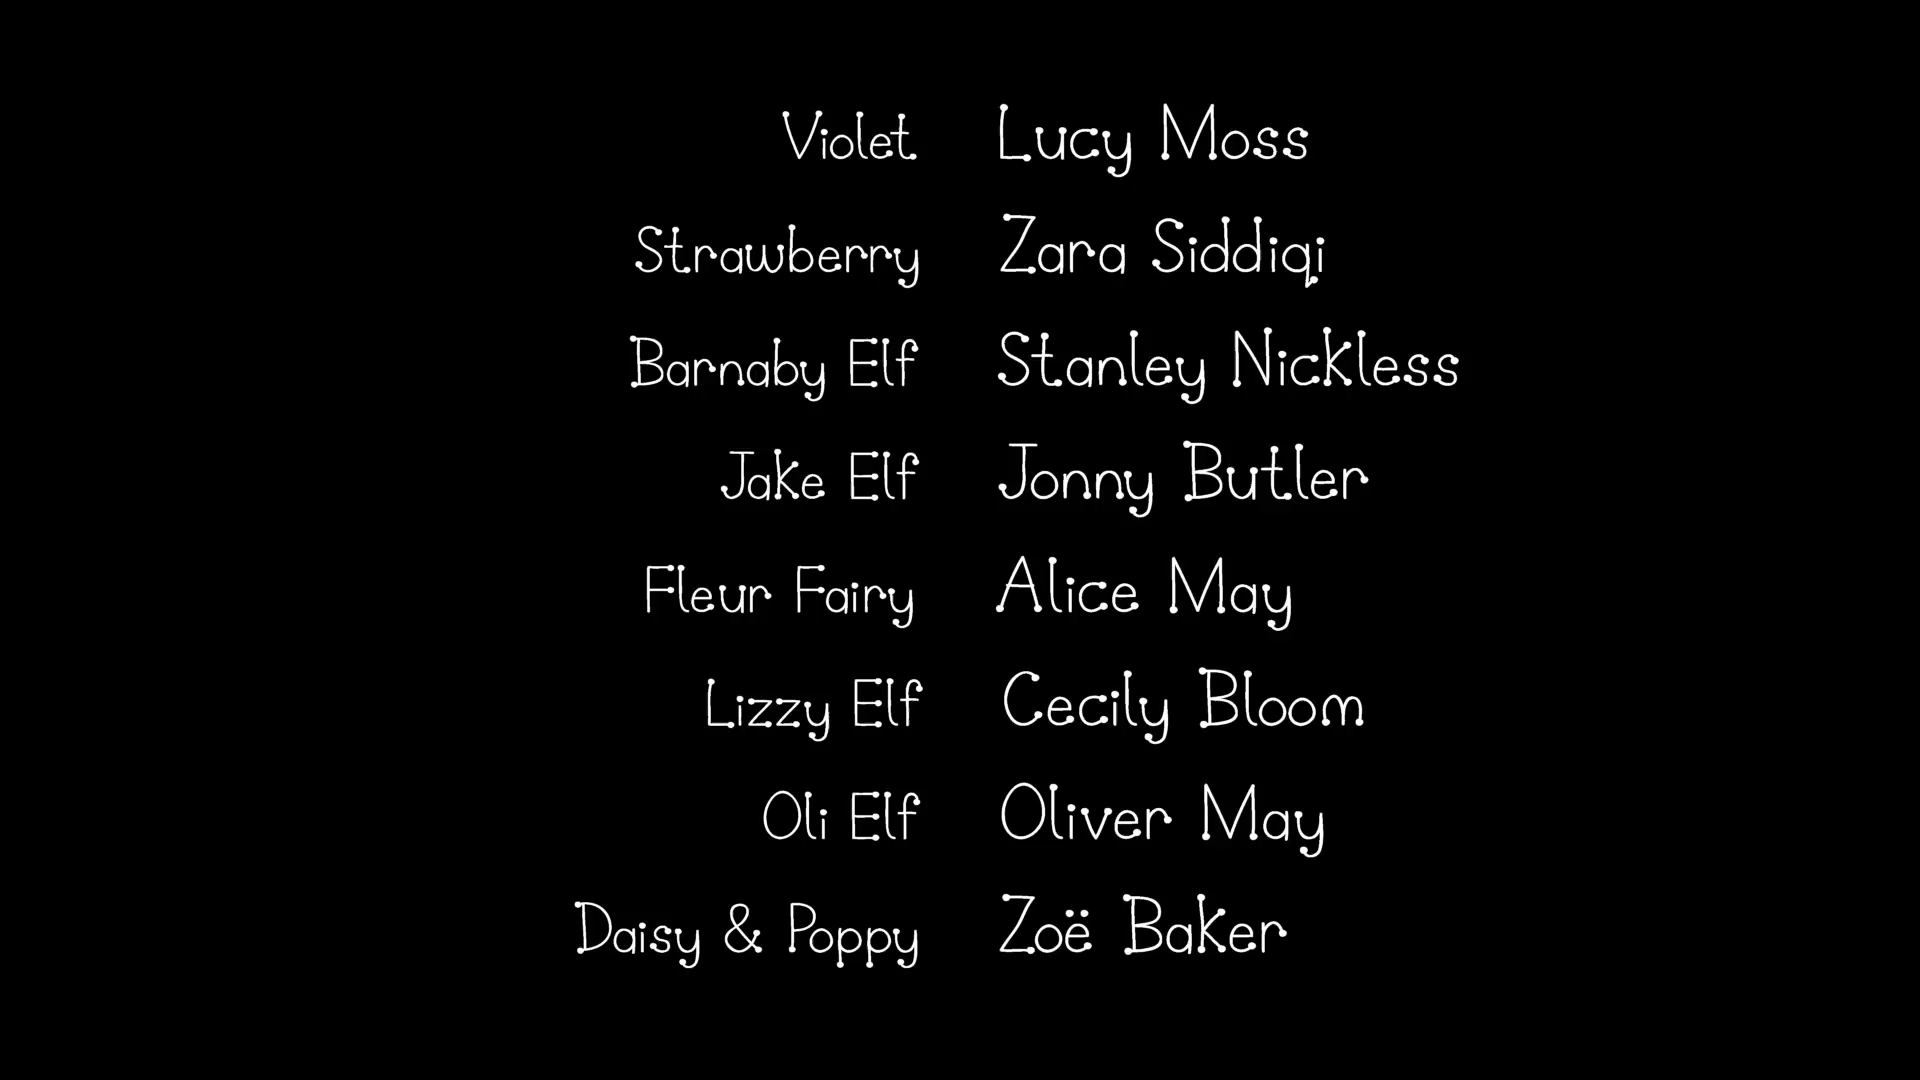 Violet Lucy Moss
Strawberry Zara Siddiqi
Barnaby Elf Stanley Nickless
Jake Elf Jonny Butler
Fleur Fairy Alice May
Lizzy Elf Cecily Bloom
Oli Elf Oliver May
Daisy & Poppy Zoë Baker